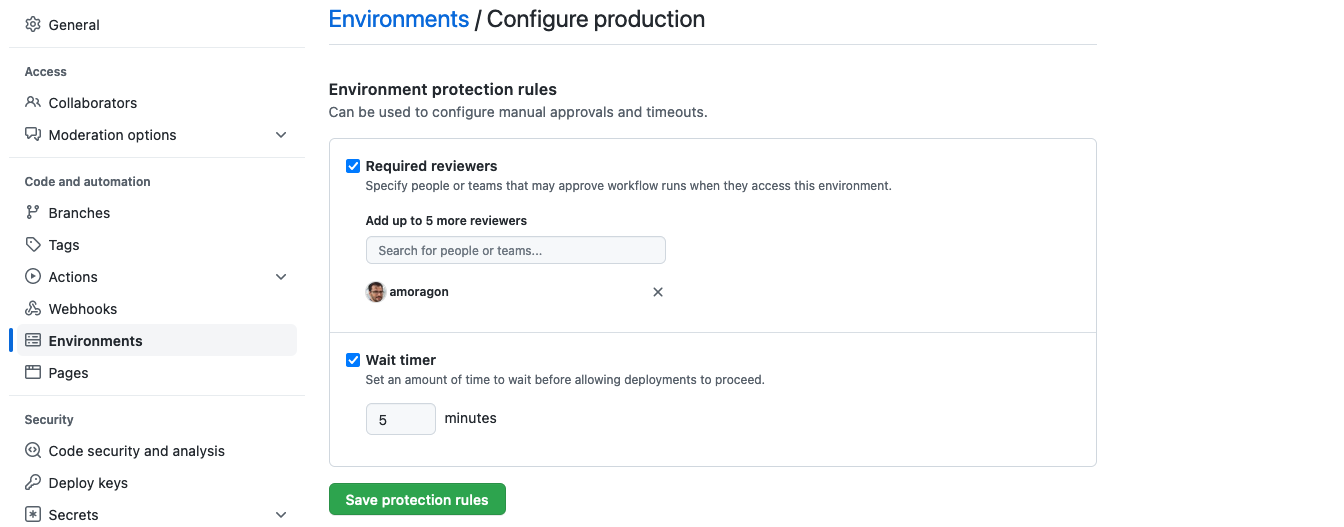 General
Access
Collaborators
Moderation options
Code and automation
Branches
Tags
Actions
Webhooks
Environments
Pages
Security
Code security and analysis
Deploy keys
Secrets
Environments / Configure production
Environment protection rules
Can be used to configure manual approvals and timeouts.
Required reviewers
Specify people or teams that may approve workflow runs when they access this environment.
Add up to 5 more reviewers
Search for people or teams...
amoragon
Wait timer
Set an amount of time to wait before allowing deployments to proceed.
5 minutes
Save protection rules